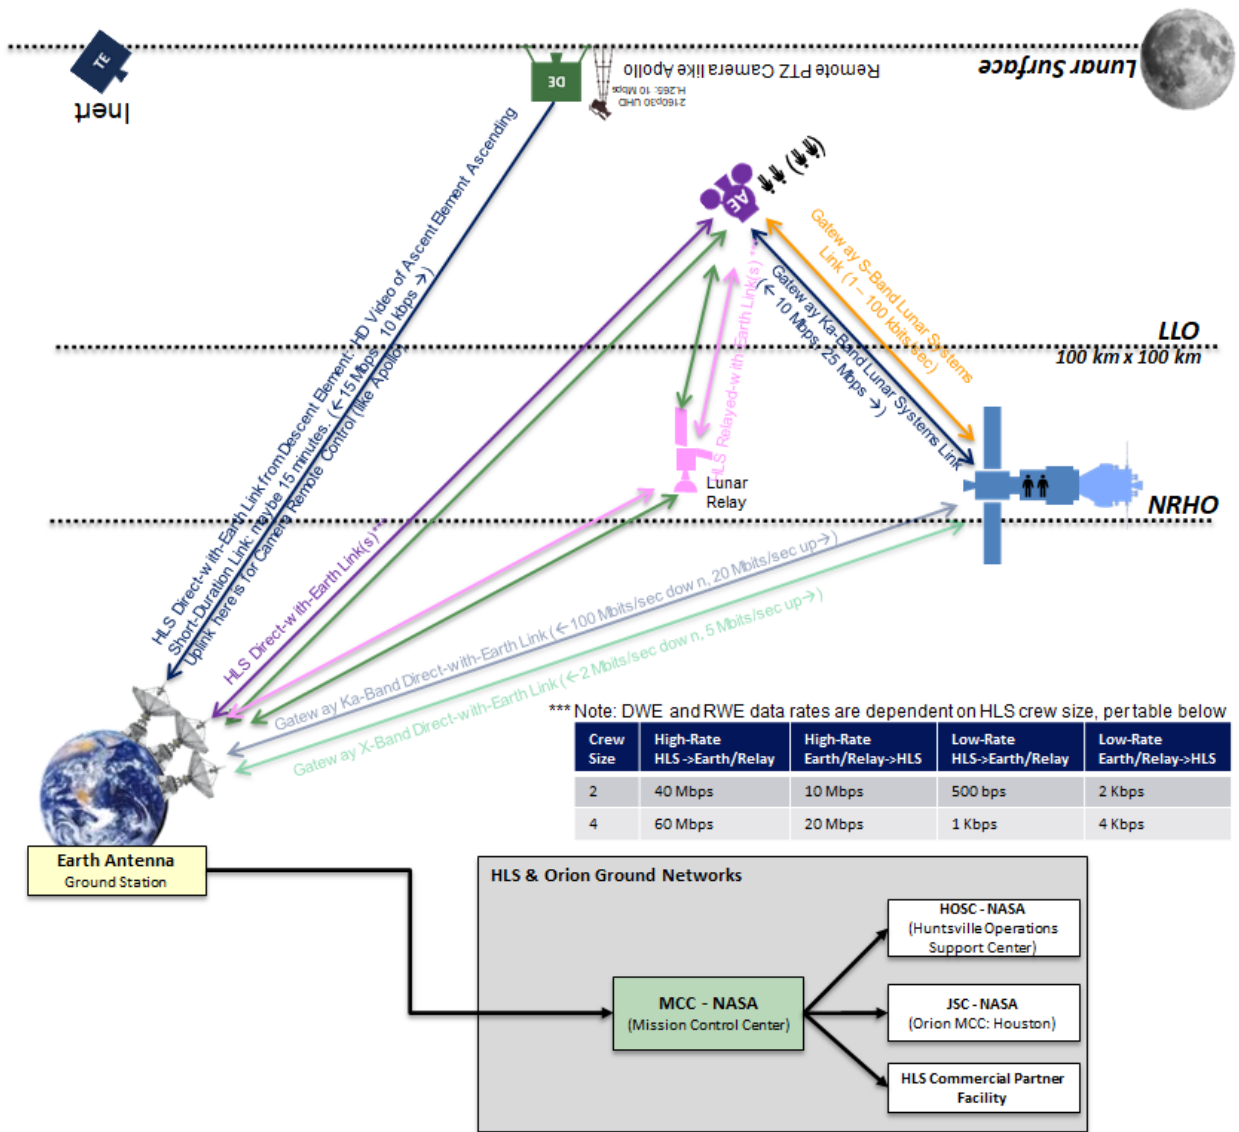 TE
Inert
DE
Remote PTZ Camera like Apollo
2160p30 UHD
H.265: 10 Mbps
Lunar Surface
AE
HLS Direct-with-Earth Link from Descent Element: HD Video of Ascent Element Ascending
Short-Duration Link: maybe 15 minutes. (←15 Mbps, 10 kbps →)
Uplink here is for Camera Remote Control (like Apollo)
HLS Direct-with-Earth Link(s)***
HLS Relayed-with-Earth Link(s) ***
Gateway S-Band Lunar Systems
Link (1 – 100 kbits/sec)
Gateway Ka-Band Lunar Systems Link
(← 10 Mbps, 25 Mbps →)
LLO
100 km x 100 km
Lunar
Relay
NRHO
Gateway Ka-Band Direct-with-Earth Link (←100 Mbits/sec down, 20 Mbits/sec up→)
Gateway X-Band Direct-with-Earth Link (←2 Mbits/sec down, 5 Mbits/sec up→)
*** Note: DWE and RWE data rates are dependent on HLS crew size, per table below
Crew Size | High-Rate HLS ->Earth/Relay | High-Rate Earth/Relay->HLS | Low-Rate HLS->Earth/Relay | Low-Rate Earth/Relay->HLS
2 | 40 Mbps | 10 Mbps | 500 bps | 2 Kbps
4 | 60 Mbps | 20 Mbps | 1 Kbps | 4 Kbps
Earth Antenna
Ground Station
HLS & Orion Ground Networks
MCC - NASA
(Mission Control Center)
HOSC - NASA
(Huntsville Operations
Support Center)
JSC - NASA
(Orion MCC: Houston)
HLS Commercial Partner
Facility